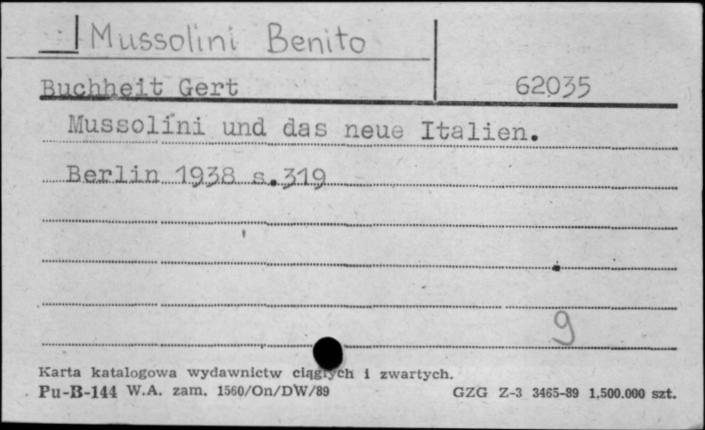 Mussolini Benito
Buchheit Gert 62035
Mussolini und das neue Italien.
Berlin 1938 s.319
9
Karta katalogowa wydawnictw ciągłych i zwartych.
Pu-B-144 W.A. zam. 1560/On/DW/89 GZG Z-3 3465-89 1,500.000 szt.